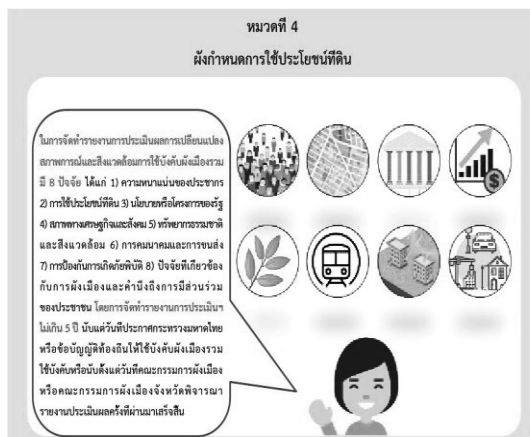 หมวดที่ 4
ผังกำหนดการใช้ประโยชน์ที่ดิน
ในการจัดทำรายงานการประเมินผลการเปลี่ยนแปลง
สภาพการณ์และสิ่งแวดล้อมการใช้บังคับผังเมืองรวม
มี 8 ปัจจัย ได้แก่ 1) ความหนาแน่นของประชากร
2) การใช้ประโยชน์ที่ดิน 3) นโยบายหรือโครงการของรัฐ
4) สภาพทางเศรษฐกิจและสังคม 5) ทรัพยากรธรรมชาติ
และสิ่งแวดล้อม 6) การคมนาคมและการขนส่ง
7) การป้องกันการเกิดภัยพิบัติ 8) ปัจจัยที่เกี่ยวข้อง
กับการผังเมืองและคำนึงถึงการมีส่วนร่วม
ของประชาชน โดยการจัดทำรายงานการประเมินฯ
ไม่เกิน 5 ปี นับแต่วันที่ประกาศกระทรวงมหาดไทย
หรือข้อบัญญัติท้องถิ่นให้ใช้บังคับผังเมืองรวม
ใช้บังคับหรือนับตั้งแต่วันที่คณะกรรมการผังเมือง
หรือคณะกรรมการผังเมืองจังหวัดพิจารณา
รายงานประเมินผลครั้งที่ผ่านมาเสร็จสิ้น